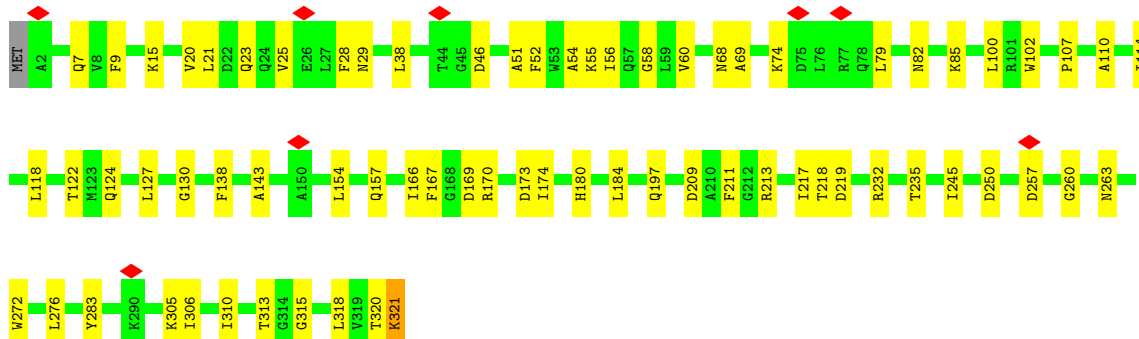 MET A2 Q7 V8 F9 K15 V20 L21 D22 Q23 Q24 V25 E26 L27 F28 N29 L38 T44 G45 D46 A51 F52 W53 A54 K55 I56 Q57 G58 L59 V60 N68 A69 K74 D75 L76 R77 Q78 L79 N82 K85 L100 R101 W102 P107 A110
L118 T122 M123 Q124 L127 G130 F138 A143 A150 L154 Q157 I166 F167 G168 D169 R170 D173 I174 H180 L184 Q197 D209 A210 F211 G212 R213 I217 T218 D219 R232 T235 I245 D250 D257 G260 N263
W272 L276 Y283 K290 K305 I306 I310 T313 G314 G315 L318 V319 T320 K321